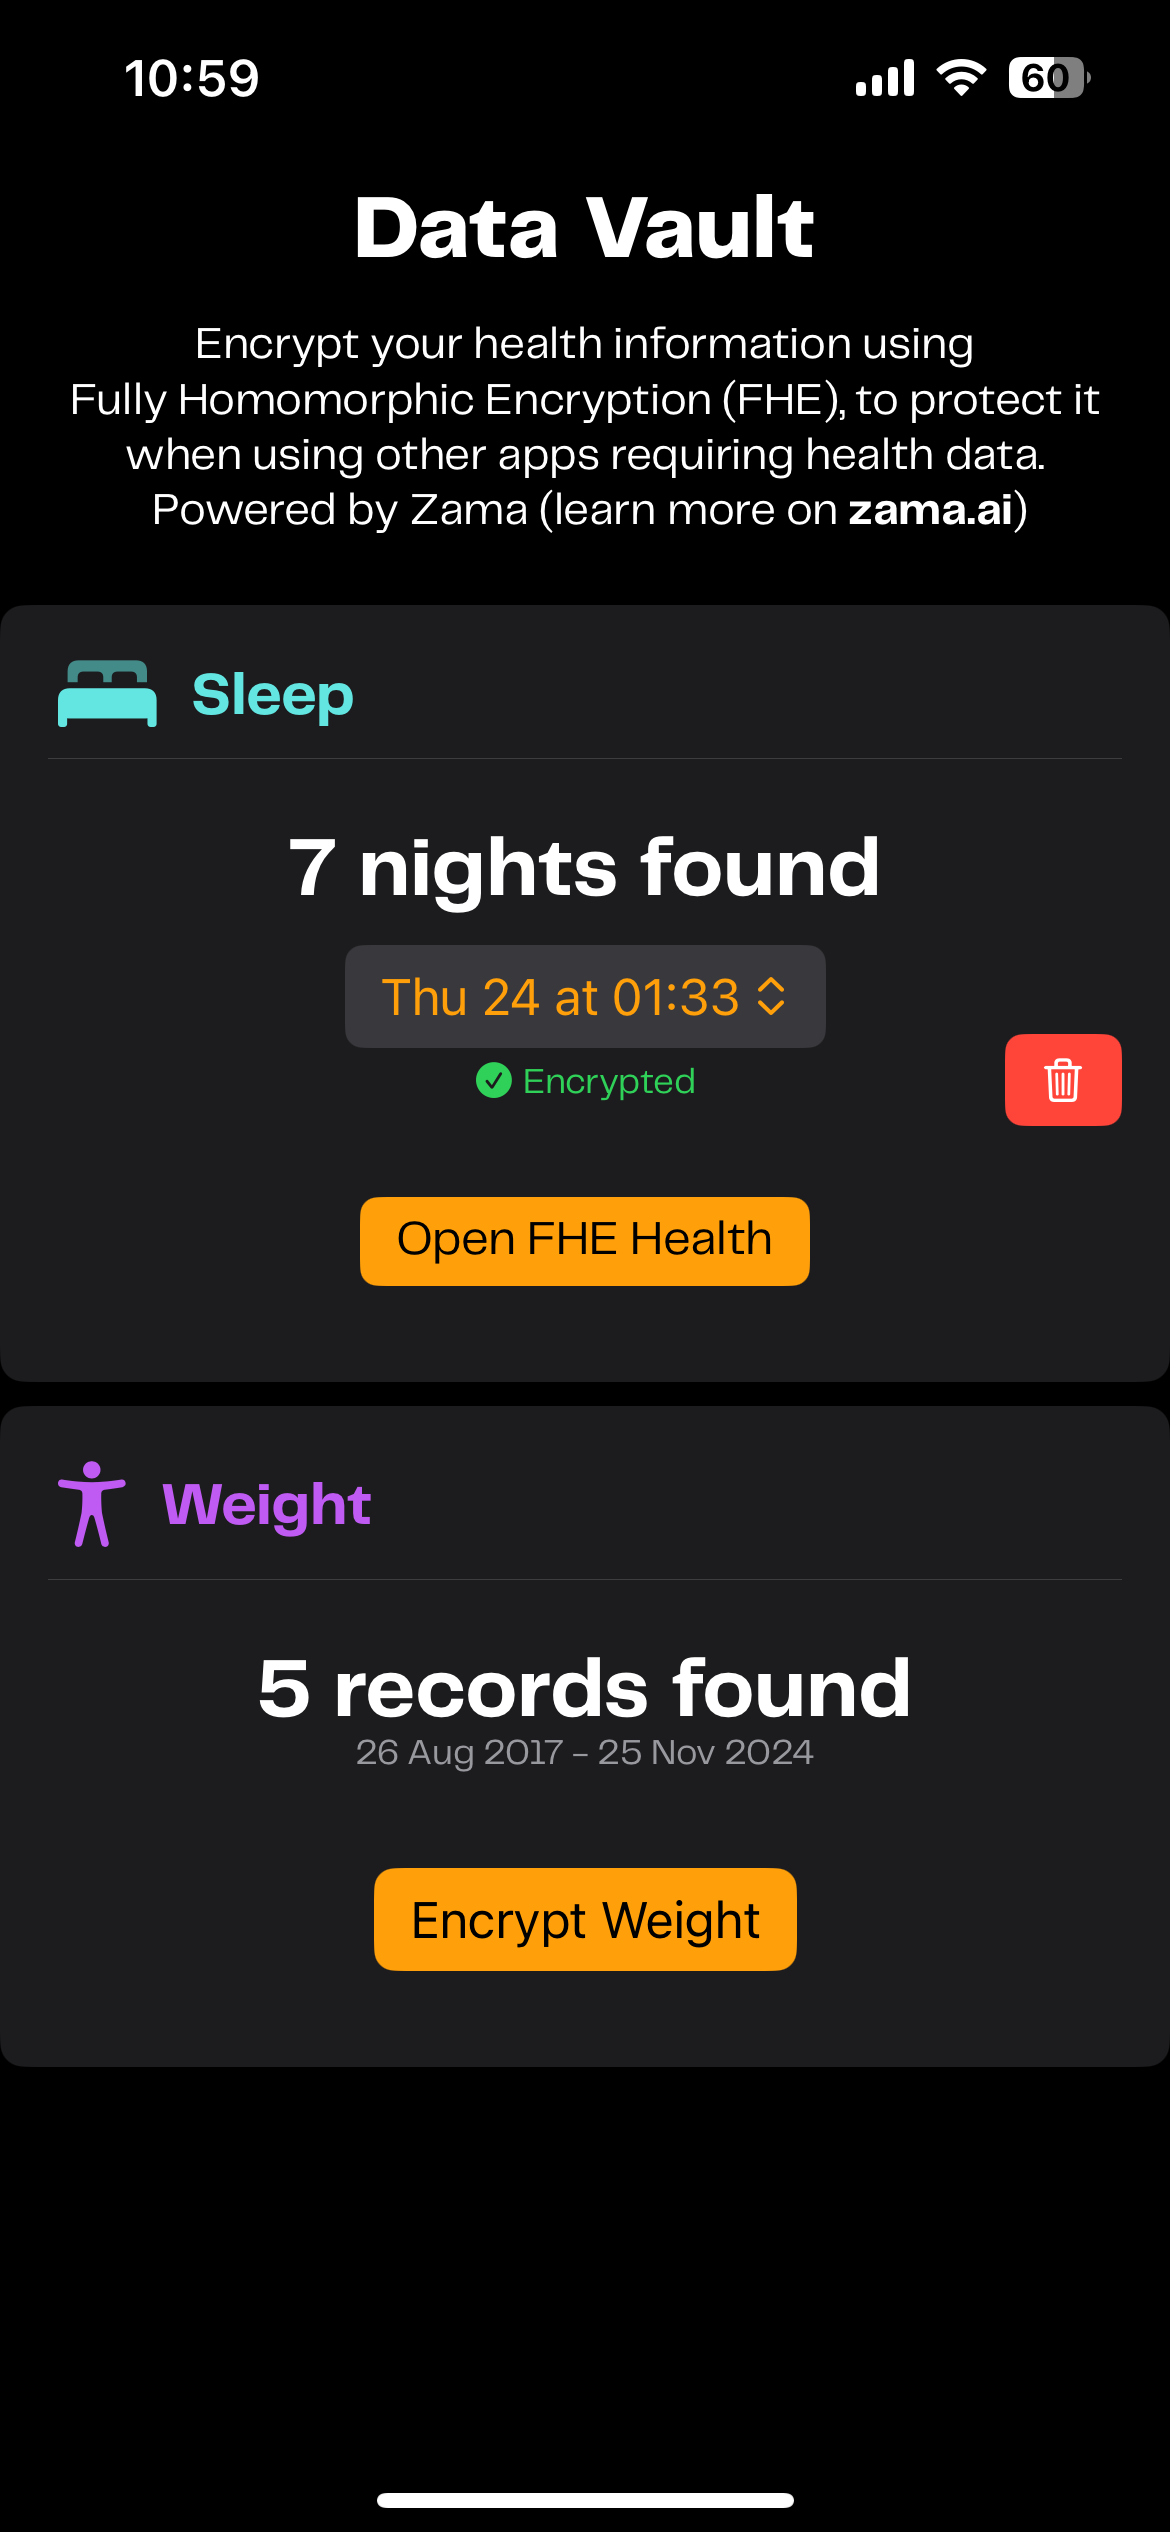 10:59
60
Data Vault
Encrypt your health information using
Fully Homomorphic Encryption (FHE), to protect it
when using other apps requiring health data.
Powered by Zama (learn more on zama.ai)
Sleep
7 nights found
Thu 24 at 01:33
Encrypted
Open FHE Health
Weight
5 records found
26 Aug 2017 – 25 Nov 2024
Encrypt Weight